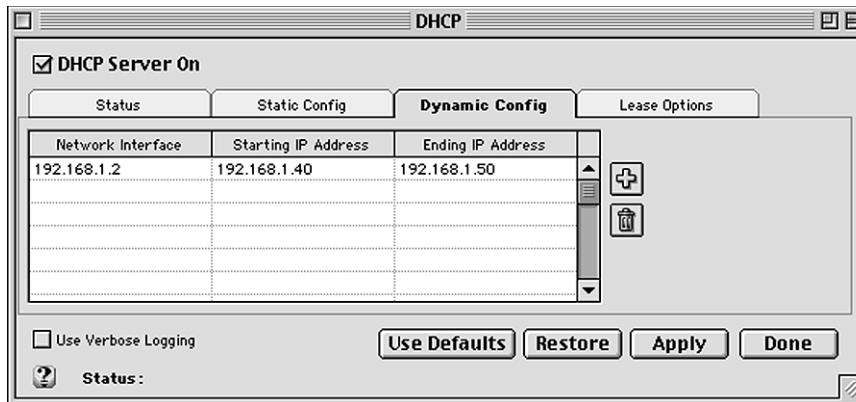 DHCP
DHCP Server On
Status Static Config Dynamic Config Lease Options
Network Interface Starting IP Address Ending IP Address
192.168.1.2 192.168.1.40 192.168.1.50
Use Verbose Logging
Use Defaults Restore Apply Done
? Status: